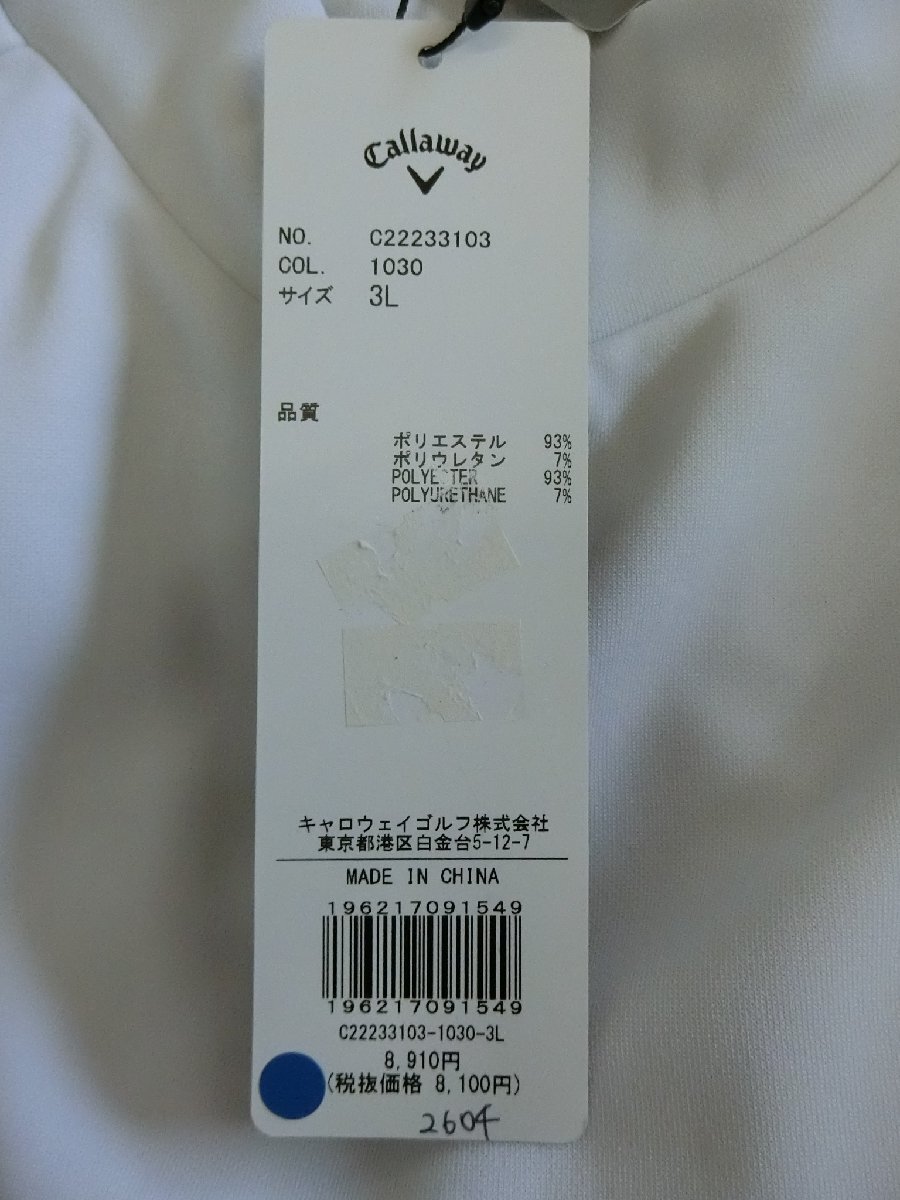 Callaway
NO. C22233103
COL. 1030
サイズ 3L
品質
ポリエステル 93%
ポリウレタン 7%
POLYESTER 93%
POLYURETHANE 7%
キャロウェイゴルフ株式会社
東京都港区白金台5-12-7
MADE IN CHINA
196217091549
196217091549
C22233103-1030-3L
8,910円
(税抜価格 8,100円)
2604